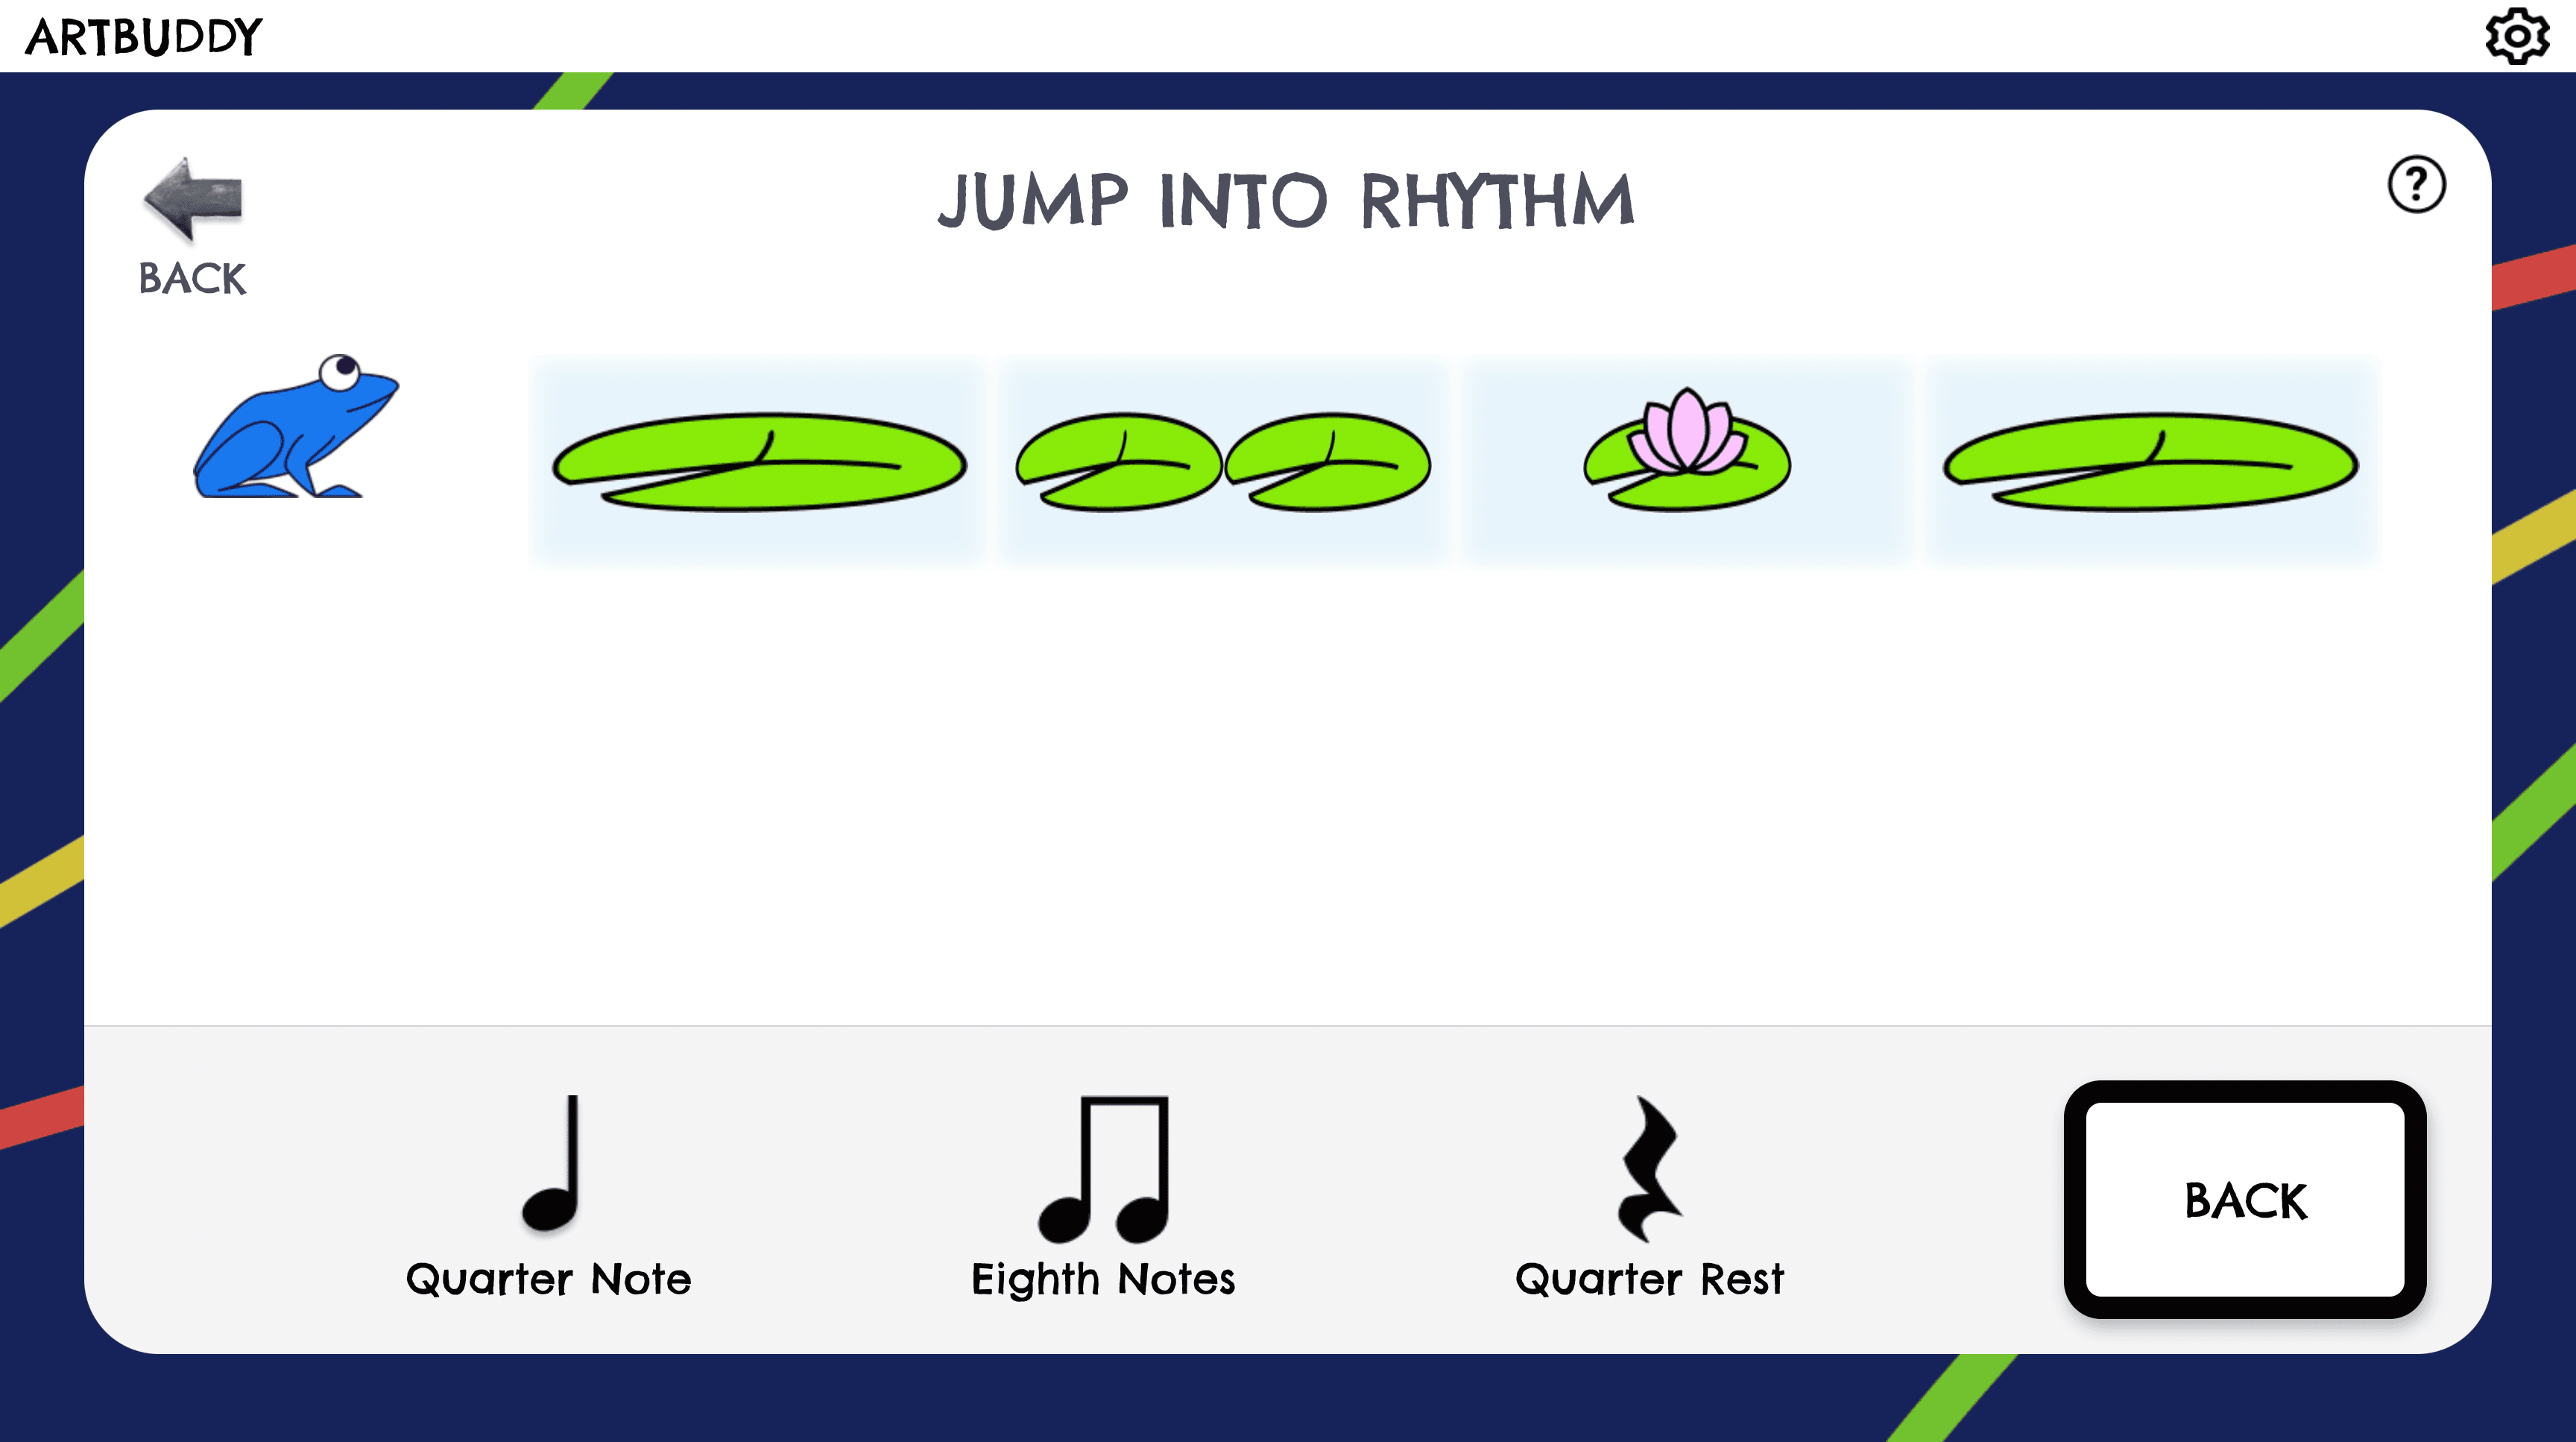 ARTBUDDY
JUMP INTO RHYTHM
?
BACK
Quarter Note
Eighth Notes
Quarter Rest
BACK